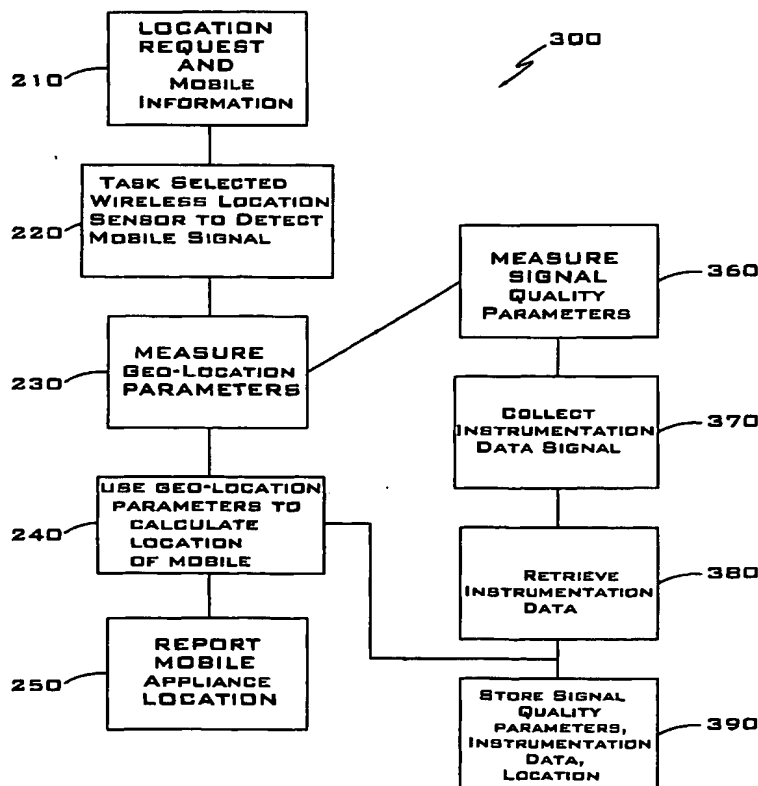 300
210
LOCATION
REQUEST
AND
MOBILE
INFORMATION
220
TASK SELECTED
WIRELESS LOCATION
SENSOR TO DETECT
MOBILE SIGNAL
230
MEASURE
GEO-LOCATION
PARAMETERS
240
USE GEO-LOCATION
PARAMETERS TO
CALCULATE
LOCATION
OF MOBILE
250
REPORT
MOBILE
APPLIANCE
LOCATION
MEASURE
SIGNAL
QUALITY
PARAMETERS
360
COLLECT
INSTRUMENTATION
DATA SIGNAL
370
RETRIEVE
INSTRUMENTATION
DATA
380
STORE SIGNAL
QUALITY
PARAMETERS,
INSTRUMENTATION
DATA,
LOCATION
390